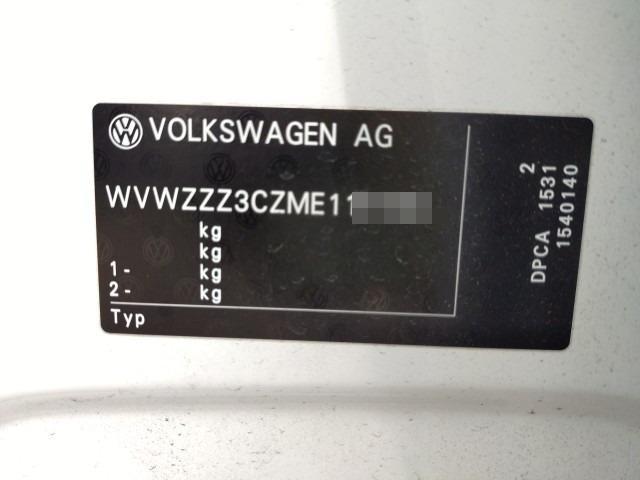 VOLKSWAGEN AG
WVWZZZ3CZME11
kg
kg
1- kg
2- kg
Typ
2
DPCA 1531
1540140